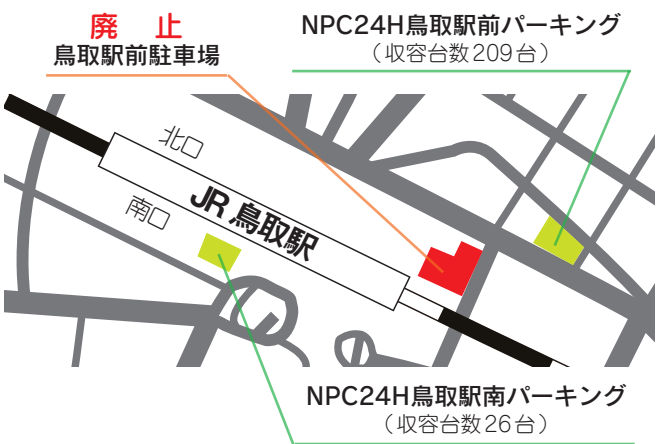 廃 止
鳥取駅前駐車場
NPC24H鳥取駅前パーキング
（収容台数209台）
北口
JR 鳥取駅
南口
NPC24H鳥取駅南パーキング
（収容台数26台）